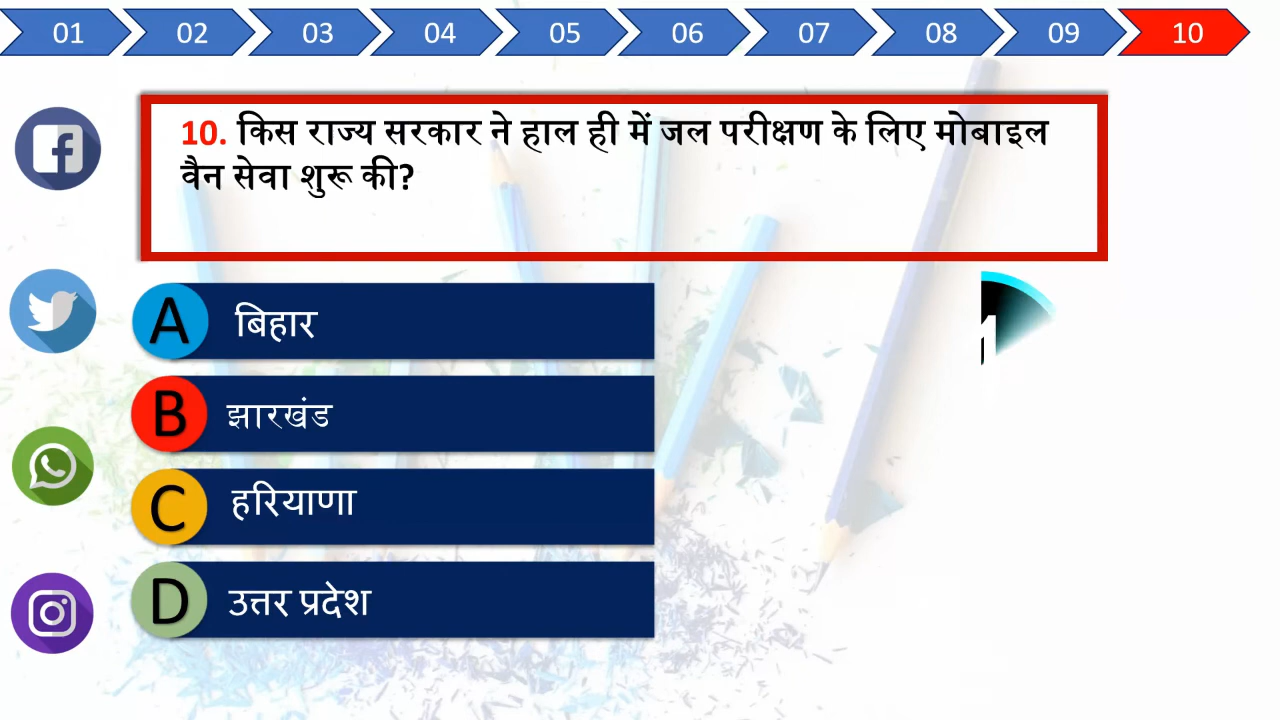 01 02 03 04 05 06 07 08 09 10
10. किस राज्य सरकार ने हाल ही में जल परीक्षण के लिए मोबाइल
वैन सेवा शुरू की?
A बिहार
B झारखंड
C हरियाणा
D उत्तर प्रदेश